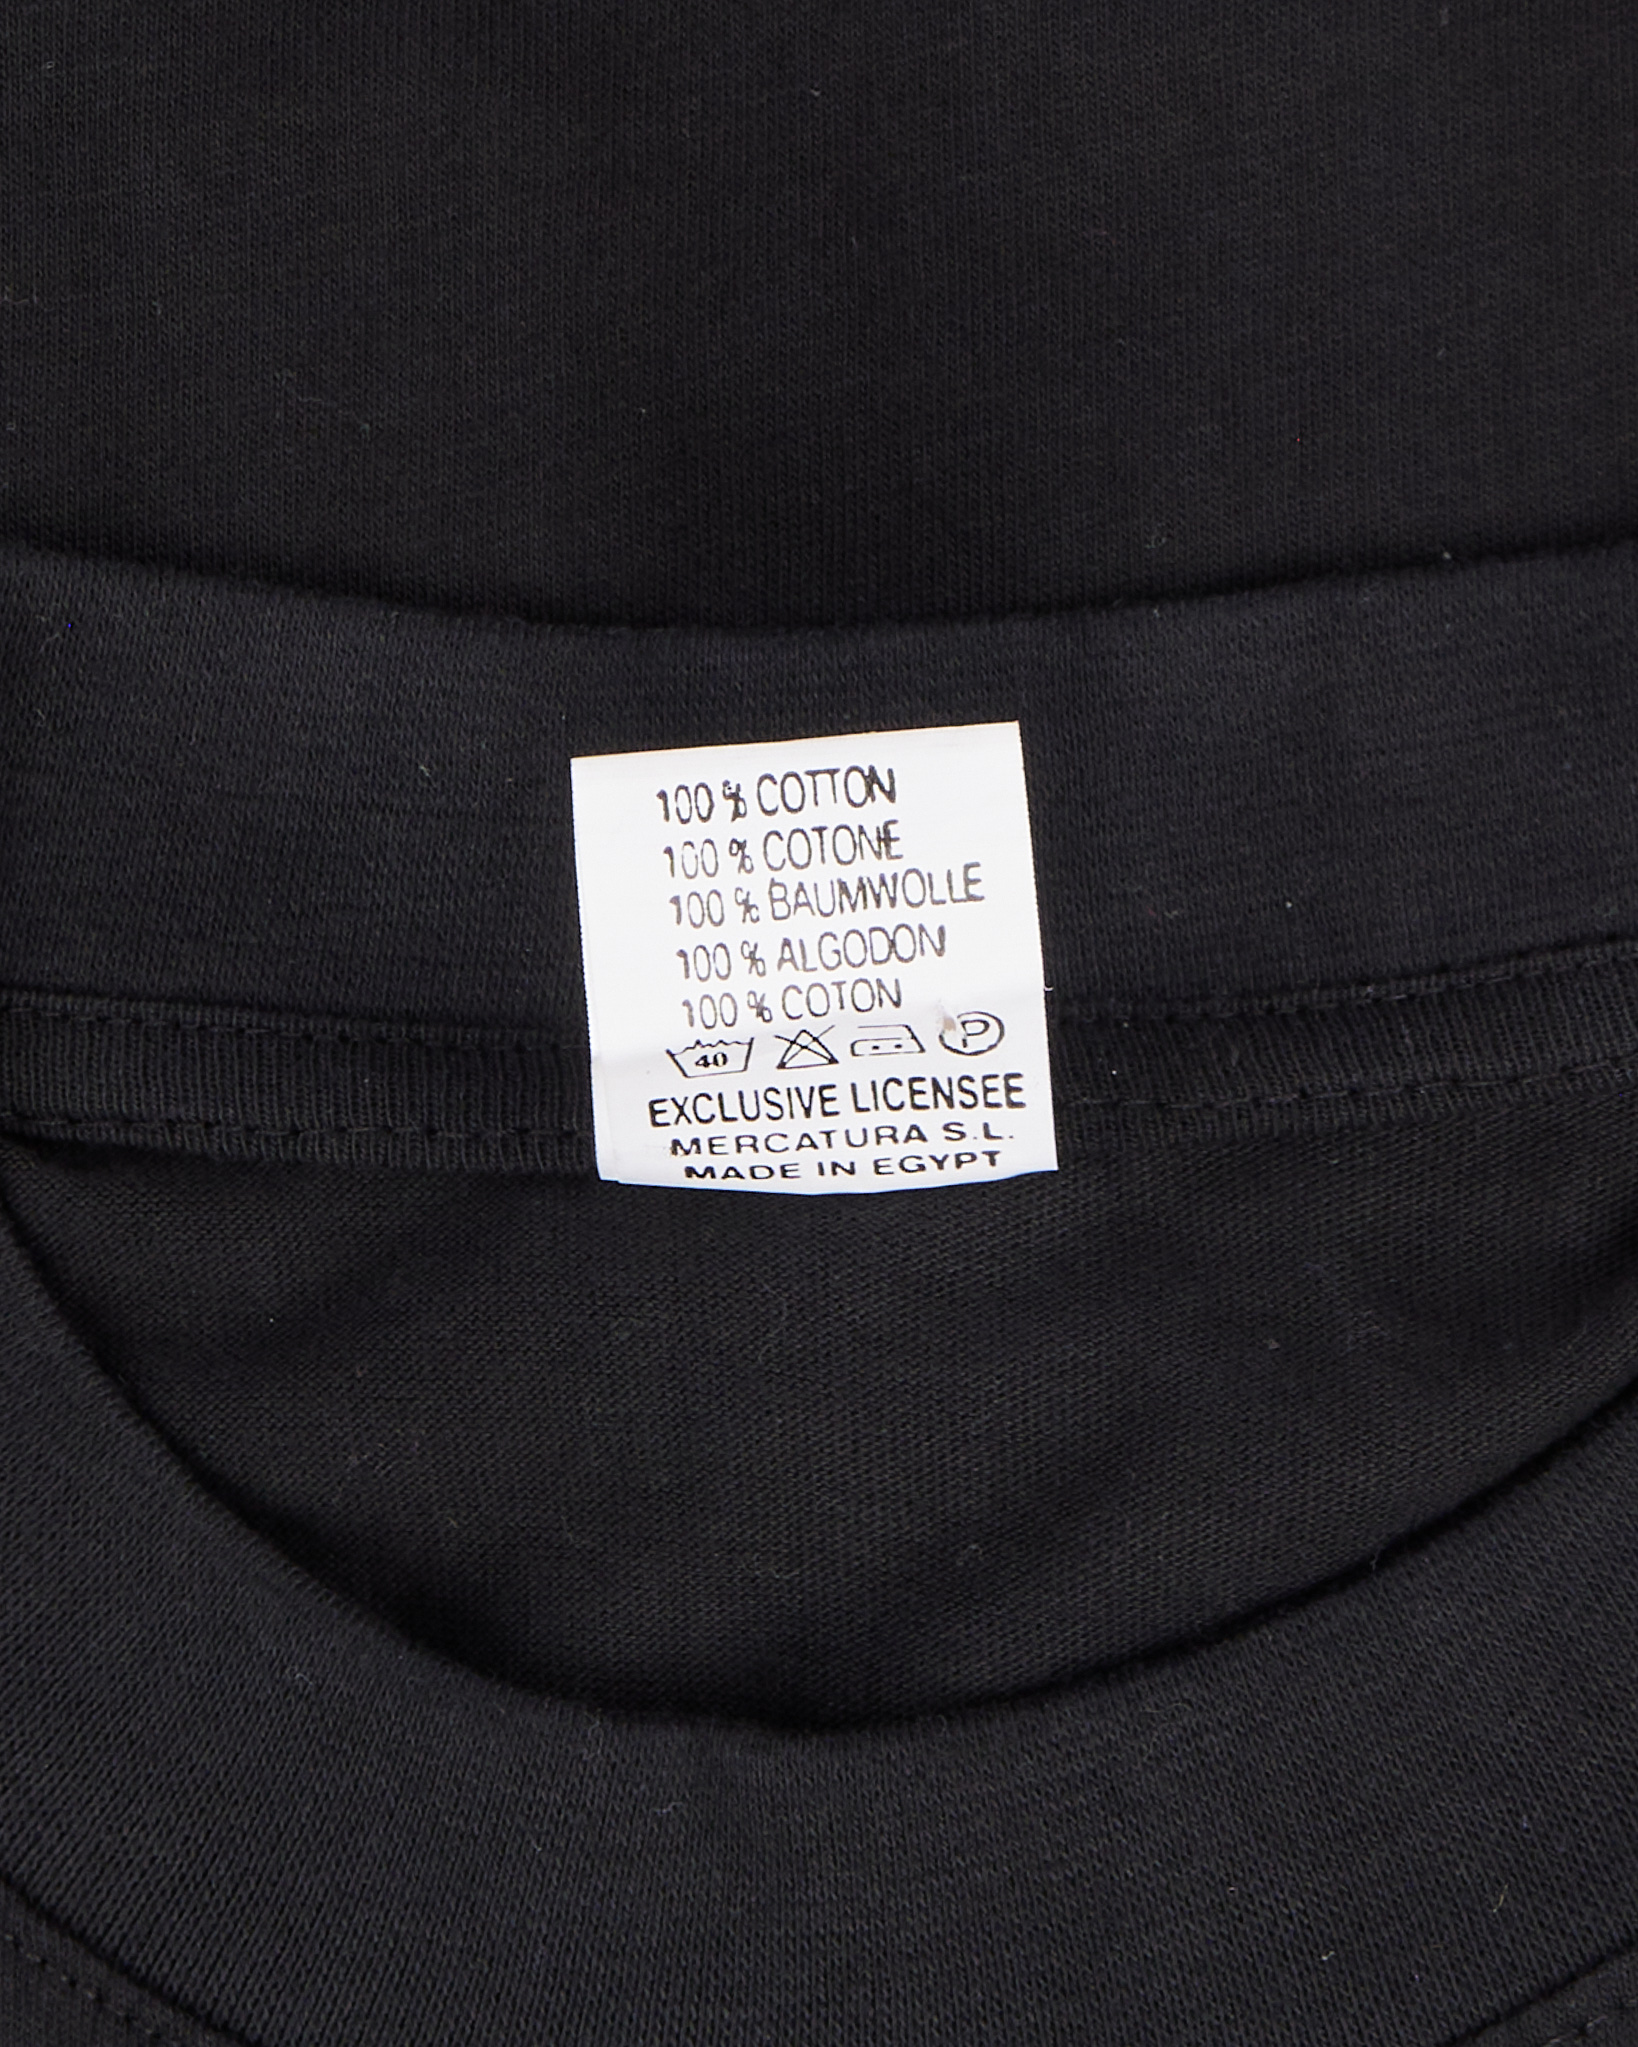 100 % COTTON
100 % COTONE
100 % BAUMWOLLE
100 % ALGODON
100 % COTON
40 P
EXCLUSIVE LICENSEE
MERCATURA S.L.
MADE IN EGYPT